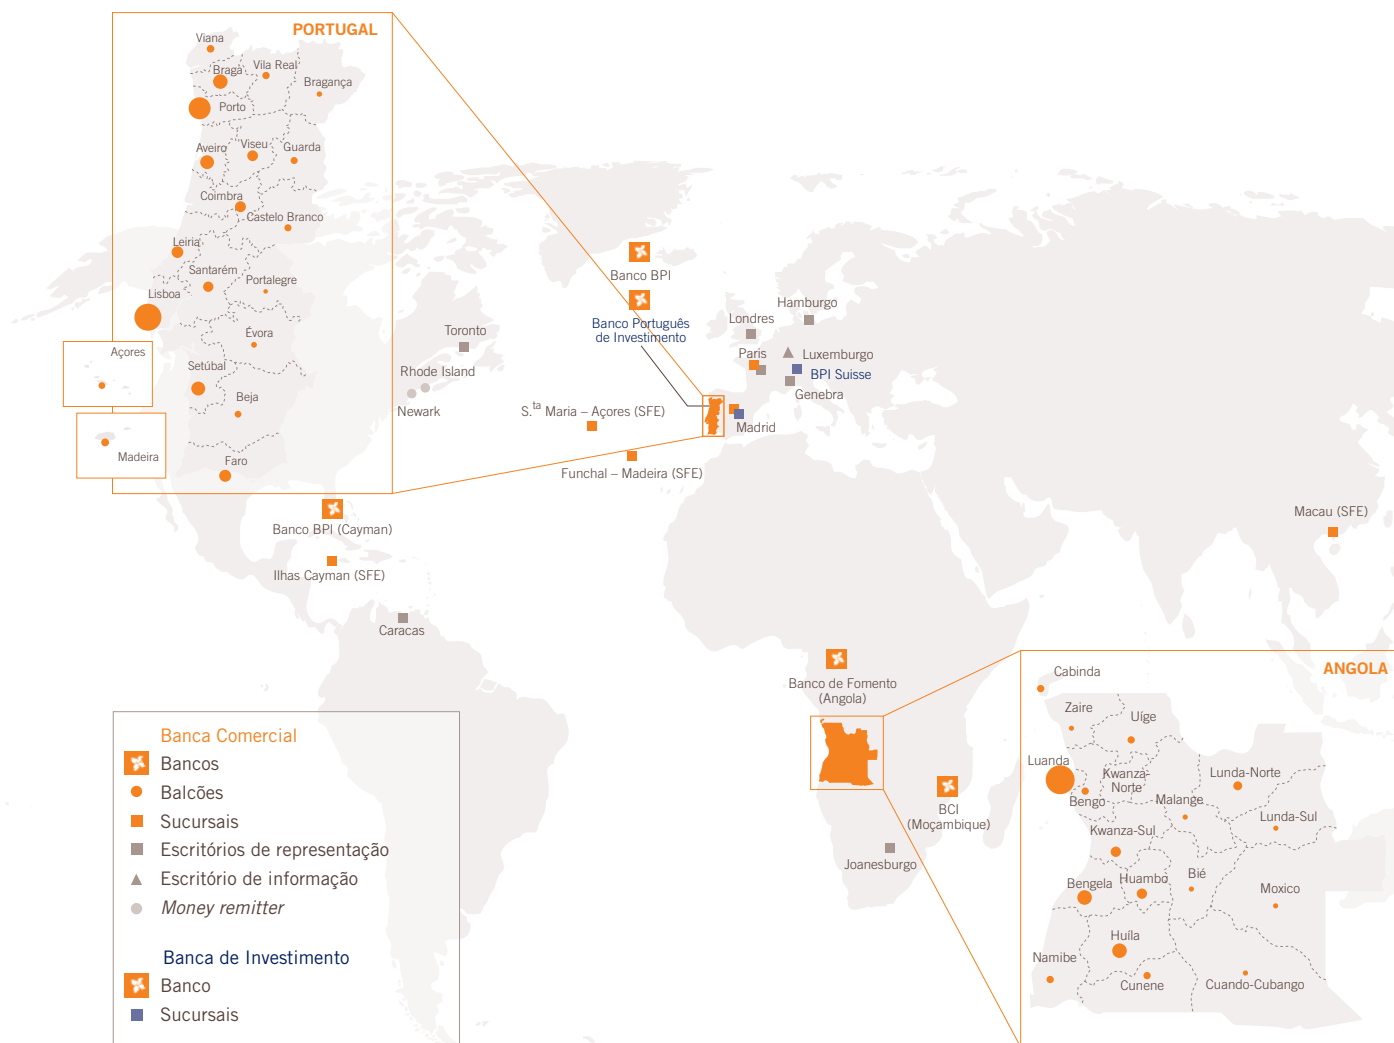 PORTUGAL
Viana
Braga
Vila Real
Bragança
Porto
Aveiro
Viseu
Guarda
Coimbra
Castelo Branco
Leiria
Santarém
Portalegre
Lisboa
Évora
Açores
Setúbal
Beja
Madeira
Faro
Banco BPI
Banco Português
de Investimento
Toronto
Rhode Island
Newark
S.ta Maria – Açores (SFE)
Funchal – Madeira (SFE)
Hamburgo
Londres
Paris
Luxemburgo
BPI Suisse
Genebra
Madrid
Banco BPI (Cayman)
Ilhas Cayman (SFE)
Caracas
Macau (SFE)
Banco de Fomento
(Angola)
BCI
(Moçambique)
Joanesburgo
ANGOLA
Cabinda
Zaire
Uíge
Luanda
Kwanza-
Norte
Lunda-Norte
Bengo
Malange
Lunda-Sul
Kwanza-Sul
Bengela
Huambo
Bié
Moxico
Huíla
Namibe
Cunene
Cuando-Cubango
Banca Comercial
Bancos
Balcões
Sucursais
Escritórios de representação
Escritório de informação
Money remitter
Banca de Investimento
Banco
Sucursais